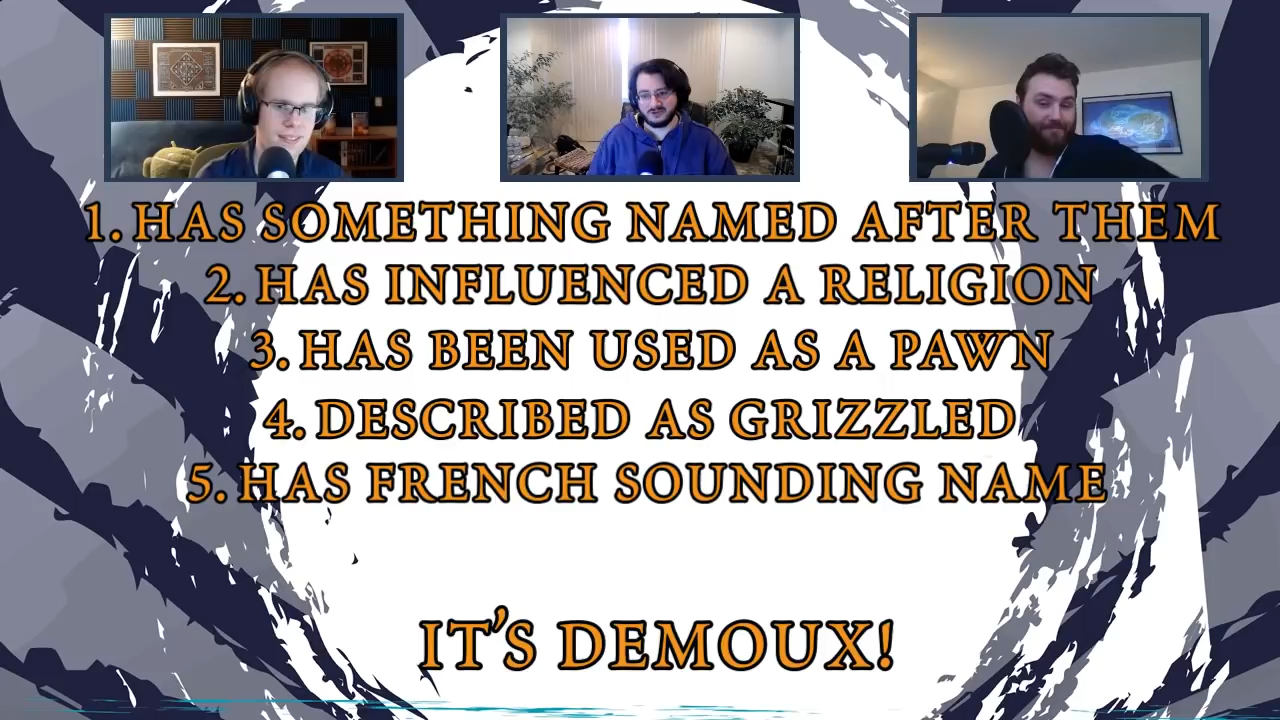 1. HAS SOMETHING NAMED AFTER THEM
2. HAS INFLUENCED A RELIGION
3. HAS BEEN USED AS A PAWN
4. DESCRIBED AS GRIZZLED
5. HAS FRENCH SOUNDING NAME
IT'S DEMOUX!